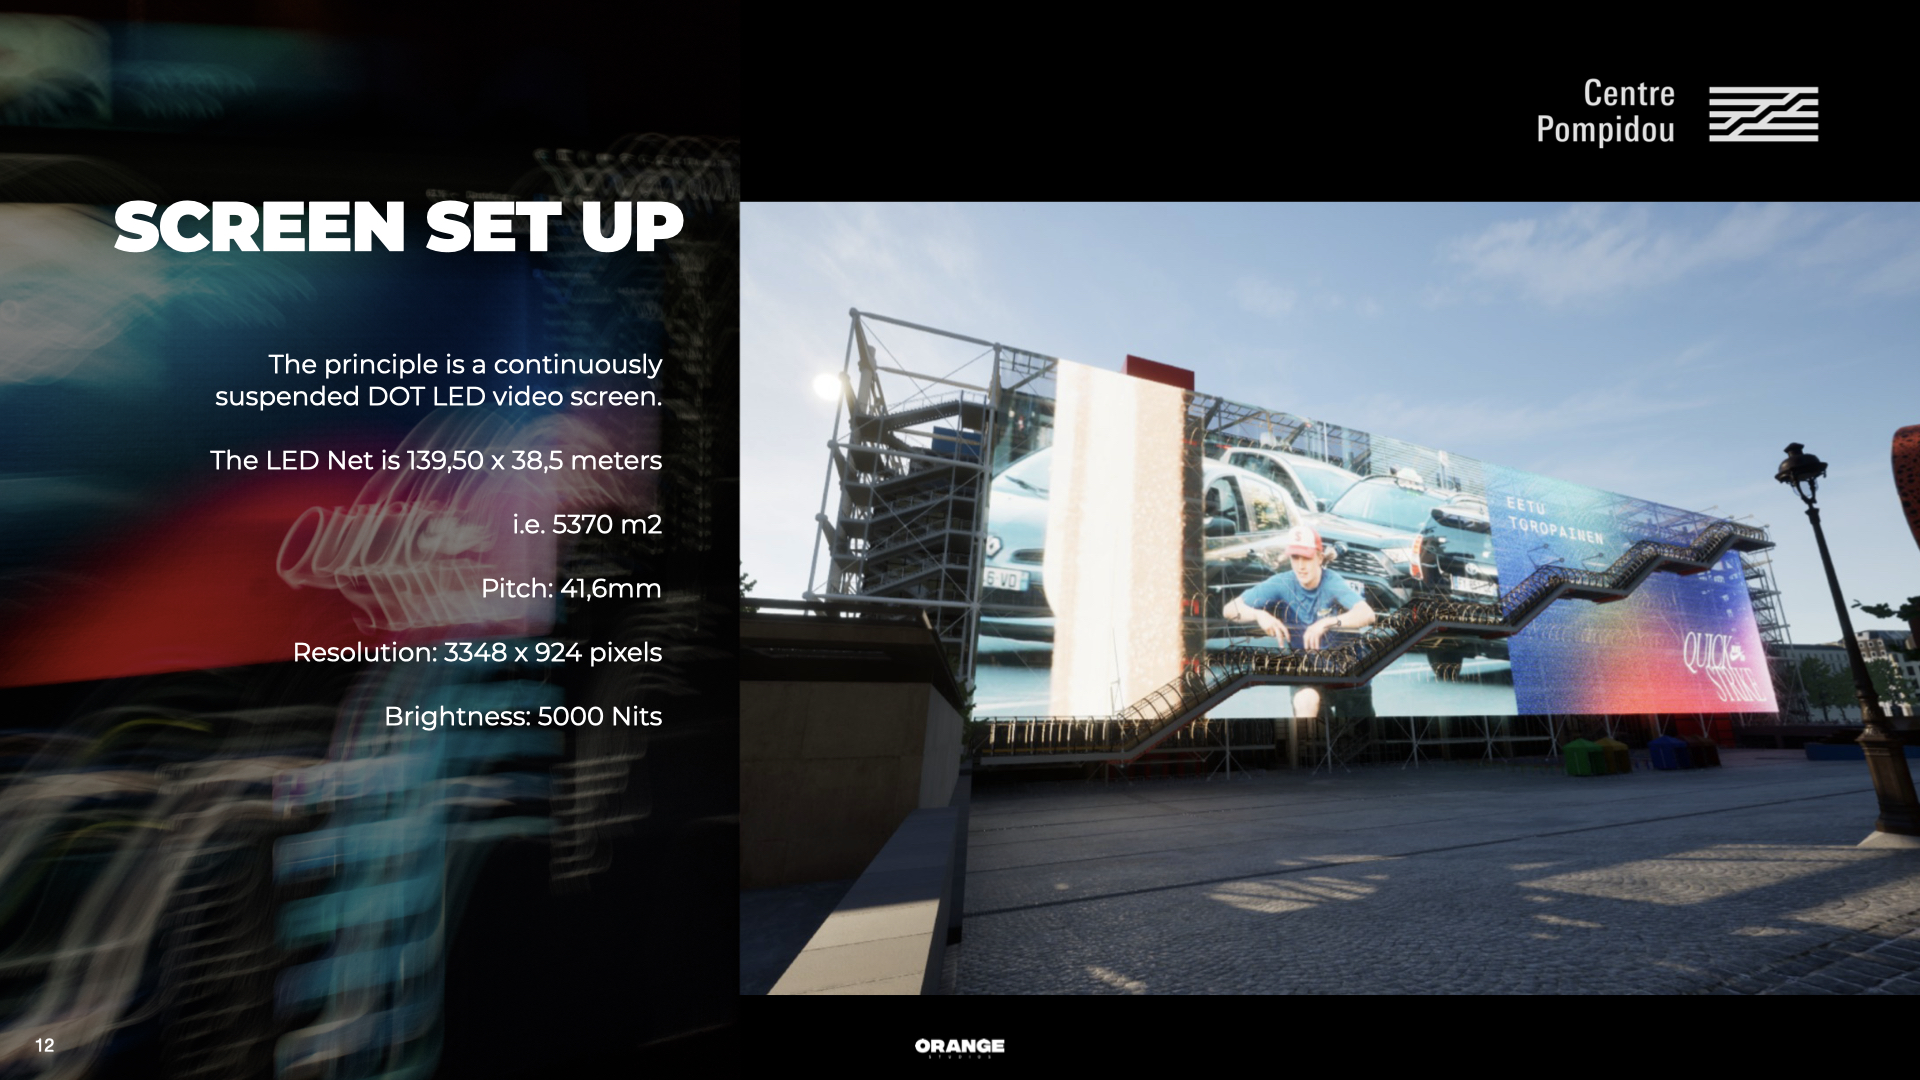 Centre
Pompidou
SCREEN SET UP
The principle is a continuously
suspended DOT LED video screen.
The LED Net is 139,50 x 38,5 meters
i.e. 5370 m2
Pitch: 41,6mm
Resolution: 3348 x 924 pixels
Brightness: 5000 Nits
EETU
TOROPAINEN
QUICK
STRIKE
QUICK
12
ORANGE
STUDIOS